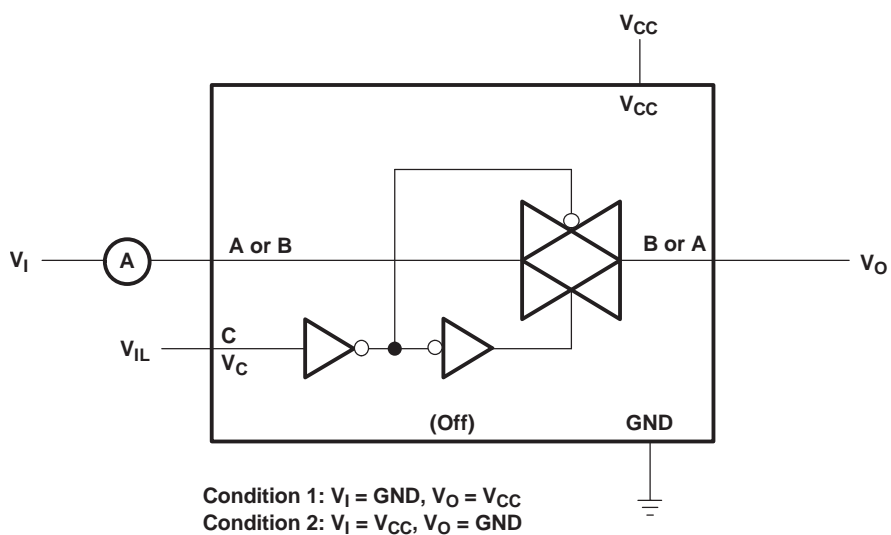 VCC
VCC
VI
A
A or B
B or A
VO
VIL
C
VC
(Off)
GND
Condition 1: VI = GND, VO = VCC
Condition 2: VI = VCC, VO = GND